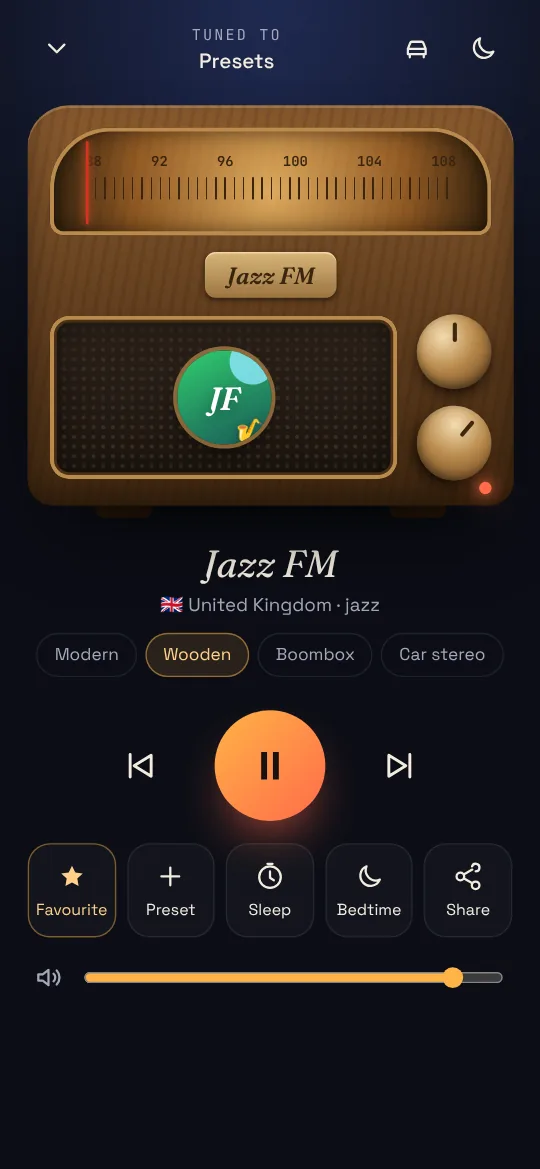 TUNED TO
Presets
88 92 96 100 104 108
Jazz FM
JF
Jazz FM
United Kingdom · jazz
Modern Wooden Boombox Car stereo
Favourite Preset Sleep Bedtime Share